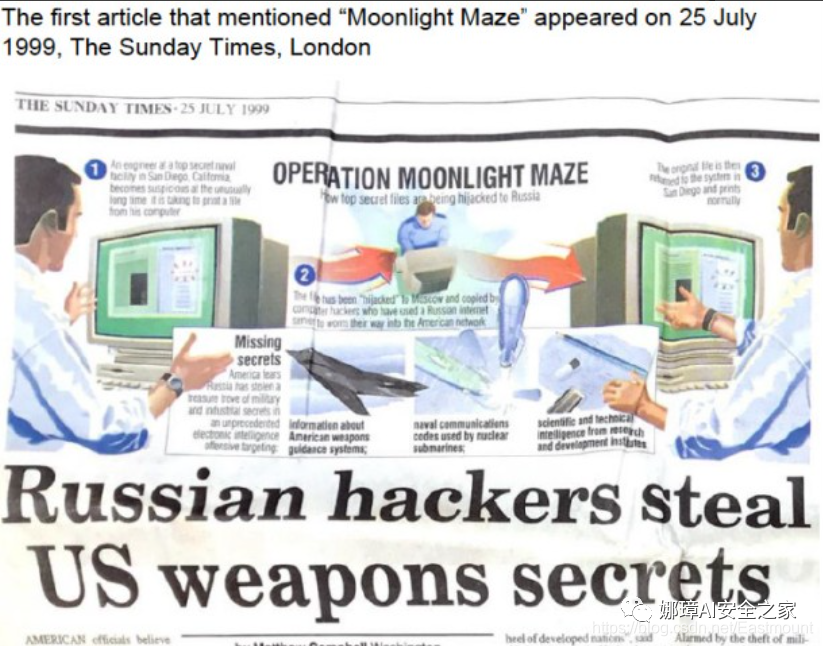 The first article that mentioned “Moonlight Maze” appeared on 25 July
1999, The Sunday Times, London
THE SUNDAY TIMES · 25 JULY 1999
OPERATION MOONLIGHT MAZE
How top secret files are being hijacked to Russia
1
An engineer at a top secret naval
facility in San Diego, California,
becomes suspicious at the unusually
long time it is taking to print a file
from his computer
2
The file has been "hijacked" to Moscow and copied by
computer hackers who have used a Russian internet
server to worm their way into the American network
3
The original file is then
returned to the system in
San Diego and prints
normally
Missing
secrets
America fears
Russia has stolen a
treasure trove of military
and industrial secrets in
an unprecedented
electronic intelligence
offensive targeting:
information about
American weapons
guidance systems;
naval communications
codes used by nuclear
submarines;
scientific and technical
intelligence from research
and development institutes
Russian hackers steal
US weapons secrets
AMERICAN officials believe
by Matthew Campbell Washington
heel of developed nations", said
Alarmed by the theft of mili-
娜璋AI安全之家
https://blog.csdn.net/Eastmount